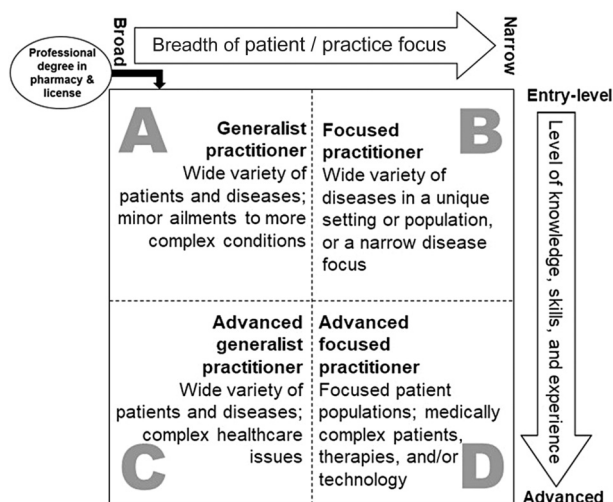 Professional
degree in
pharmacy &
license
Broad
Breadth of patient / practice focus
Narrow
Entry-level
Level of knowledge, skills, and experience
Advanced
A
Generalist
practitioner
Wide variety of
patients and diseases;
minor ailments to more
complex conditions
B
Focused
practitioner
Wide variety of
diseases in a unique
setting or population,
or a narrow disease
focus
Advanced
generalist
practitioner
Wide variety of
patients and diseases;
complex healthcare
issues
C
Advanced
focused
practitioner
Focused patient
populations; medically
complex patients,
therapies, and/or
technology
D